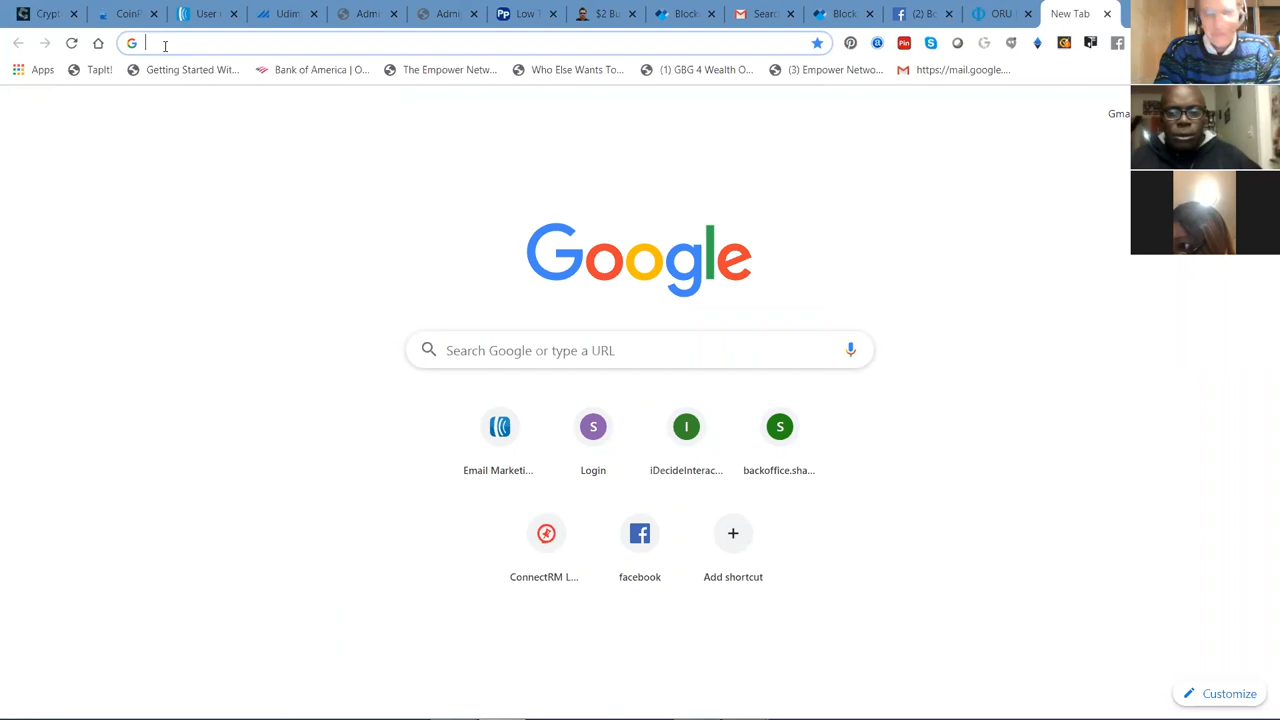 Crypt CoinF User Udim Admi Admi Low T $2 Bu Block Searc Block (2) Bo ORU New Tab
Apps TapIt! Getting Started Wit... Bank of America | O... The Empower Netw... Who Else Wants To... (1) GBG 4 Wealth O... (3) Empower Netwo... https://mail.google....
Gma
Google
Search Google or type a URL
Email Marketi... Login iDecideInterac... backoffice.sha...
ConnectRM L... facebook Add shortcut
Customize